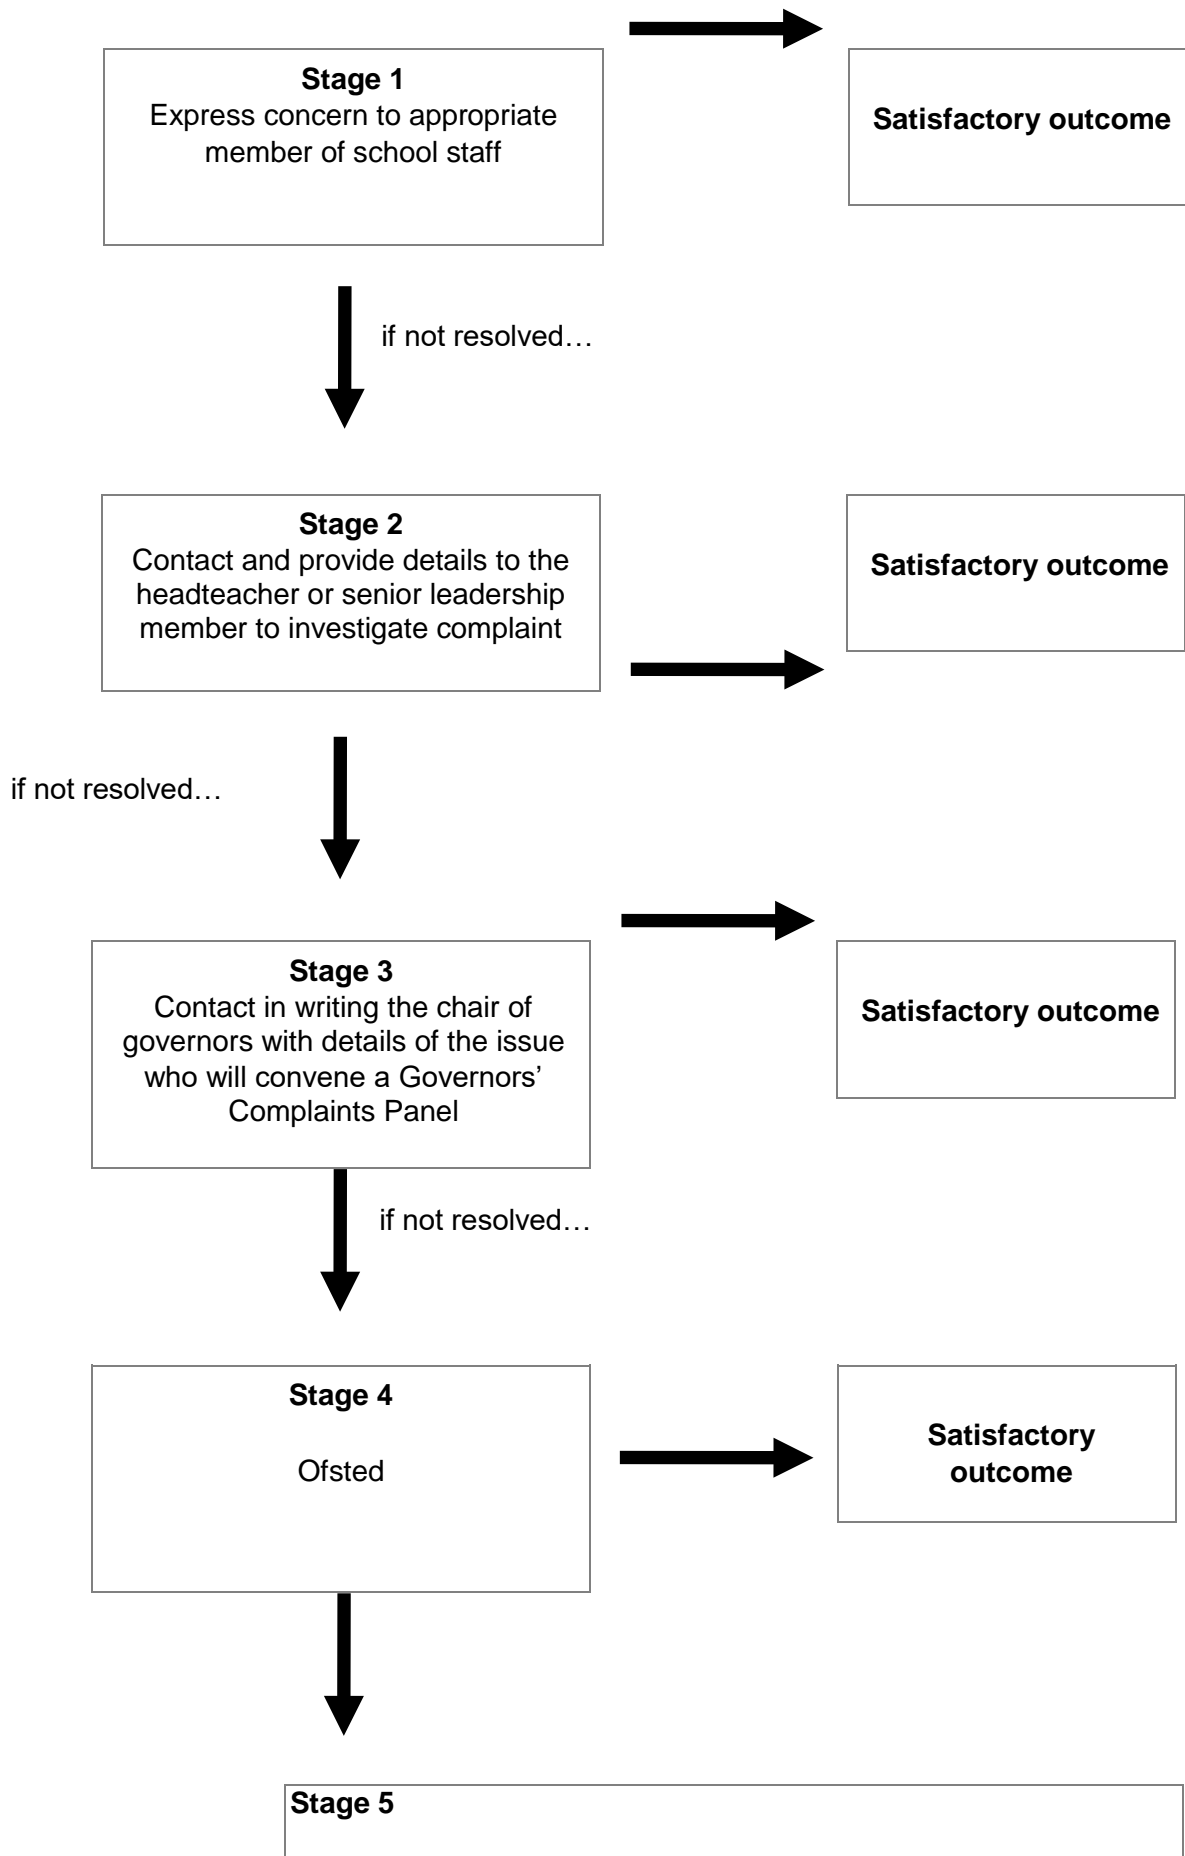 Stage 1
Express concern to appropriate
member of school staff
Satisfactory outcome
if not resolved…
Stage 2
Contact and provide details to the
headteacher or senior leadership
member to investigate complaint
Satisfactory outcome
if not resolved…
Stage 3
Contact in writing the chair of
governors with details of the issue
who will convene a Governors’
Complaints Panel
Satisfactory outcome
if not resolved…
Stage 4
Ofsted
Satisfactory
outcome
Stage 5